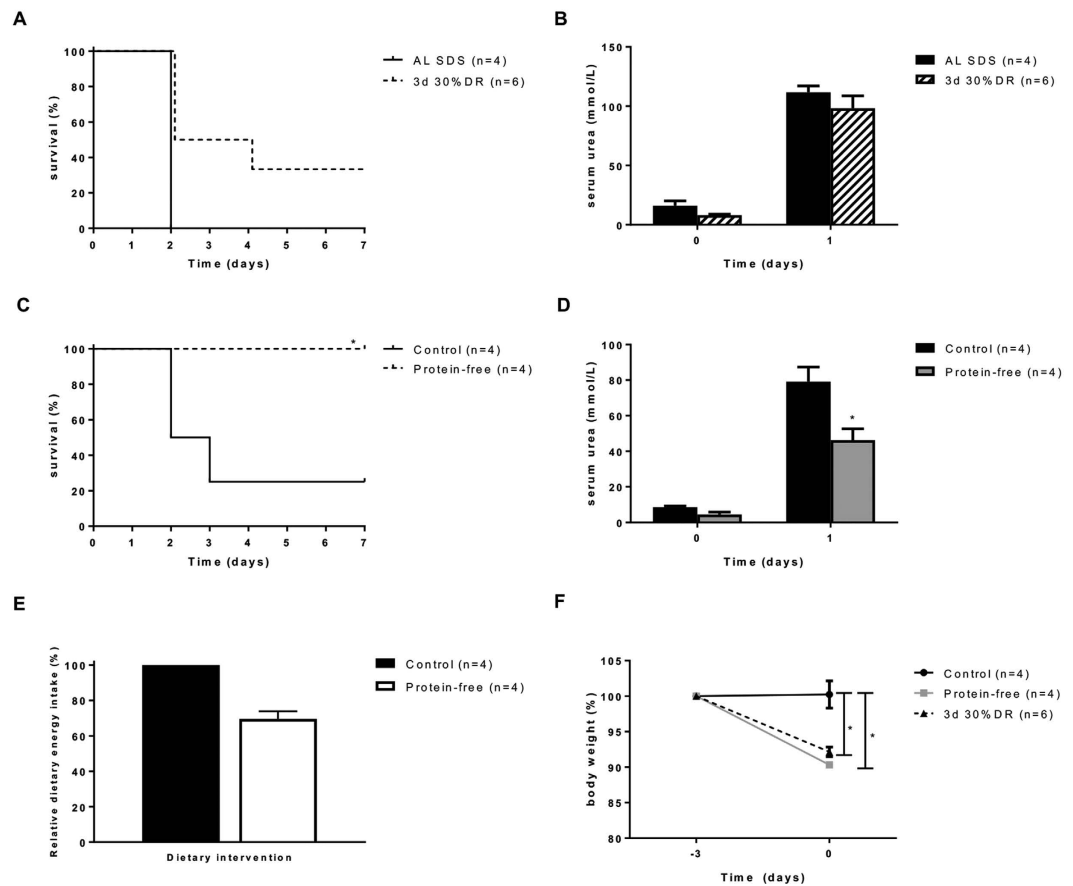 A
survival (%)
100
80
60
40
20
0
0 1 2 3 4 5 6 7
Time (days)
AL SDS (n=4)
3d 30%DR (n=6)
B
serum urea (mmol/L)
150
100
50
0
0 1
Time (days)
AL SDS (n=4)
3d 30%DR (n=6)
C
survival (%)
100
80
60
40
20
0
0 1 2 3 4 5 6 7
Time (days)
*
Control (n=4)
Protein-free (n=4)
D
serum urea (mmol/L)
100
80
60
40
20
0
0 1
Time (days)
*
Control (n=4)
Protein-free (n=4)
E
Relative dietary energy intake (%)
100
80
60
40
20
0
Dietary intervention
Control (n=4)
Protein-free (n=4)
F
body weight (%)
105
100
95
90
85
80
-3 0
Time (days)
* *
Control (n=4)
Protein-free (n=4)
3d 30%DR (n=6)